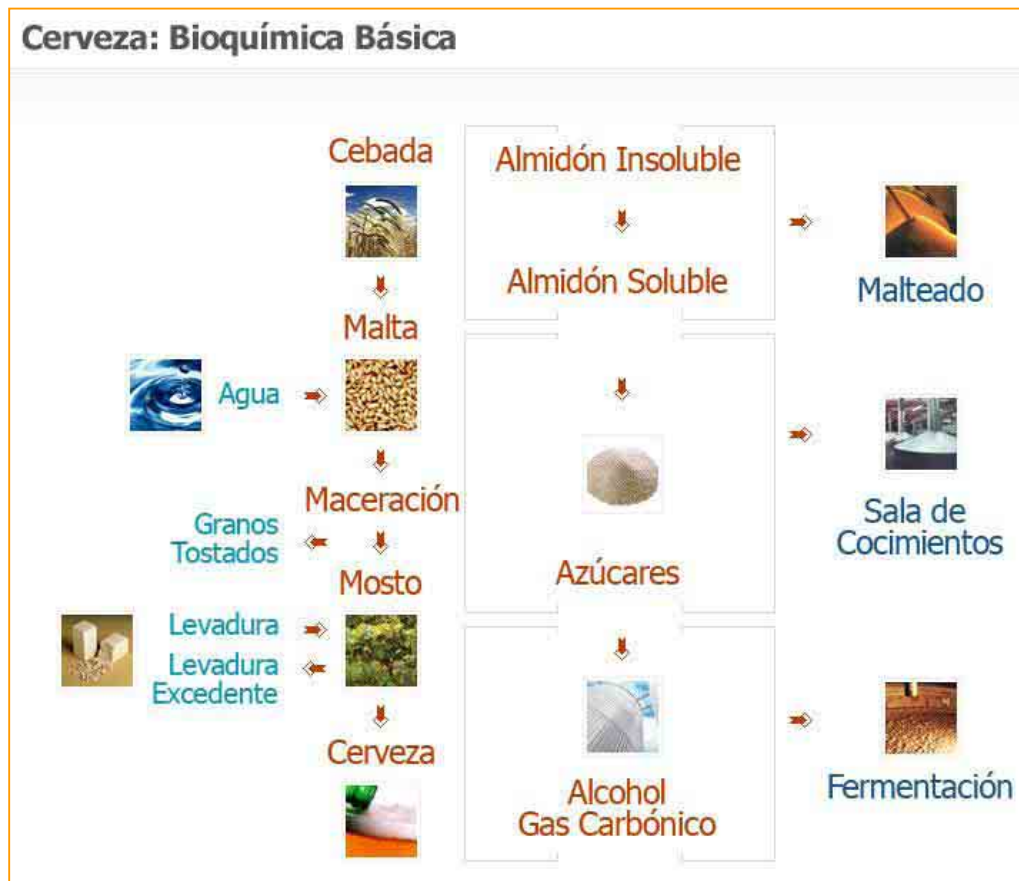 Cerveza: Bioquímica Básica
Cebada
Almidón Insoluble
Almidón Soluble
Malteado
Malta
Agua
Maceración
Granos
Tostados
Sala de
Cocimientos
Mosto
Azúcares
Levadura
Levadura
Excedente
Cerveza
Fermentación
Alcohol
Gas Carbónico